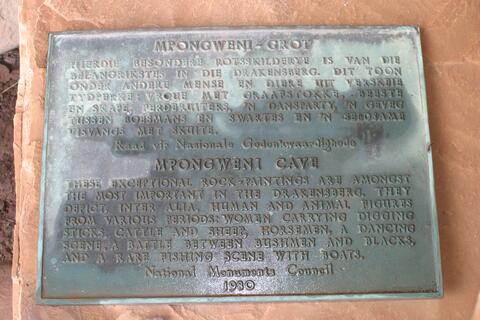 MPONGWENI-GROT
HIERDIE BESONDERE ROTSSKILDERYE IS VAN DIE
BELANGRIKSTES IN DIE DRAKENSBERG. DIT TOON
ONDER ANDERE MENSE EN DIERE UIT VERSKEIE
TYDPERKE: VROUE MET GRAAFSTOKKE, BEESTE
EN SKAPE, PERDERUITERS, 'N DANSPARTY, 'N GEVEG
TUSSEN BOESMANS EN SWARTES EN 'N SELDSAME
VISVANGS MET SKUITE.
Raad vir Nasionale Gedenkwaardighede
MPONGWENI CAVE
THESE EXCEPTIONAL ROCK-PAINTINGS ARE AMONGST
THE MOST IMPORTANT IN THE DRAKENSBERG. THEY
DEPICT, INTER ALIA, HUMAN AND ANIMAL FIGURES
FROM VARIOUS PERIODS: WOMEN CARRYING DIGGING
STICKS, CATTLE AND SHEEP, HORSEMEN, A DANCING
SCENE, A BATTLE BETWEEN BUSHMEN AND BLACKS,
AND A RARE FISHING SCENE WITH BOATS.
National Monuments Council
1980